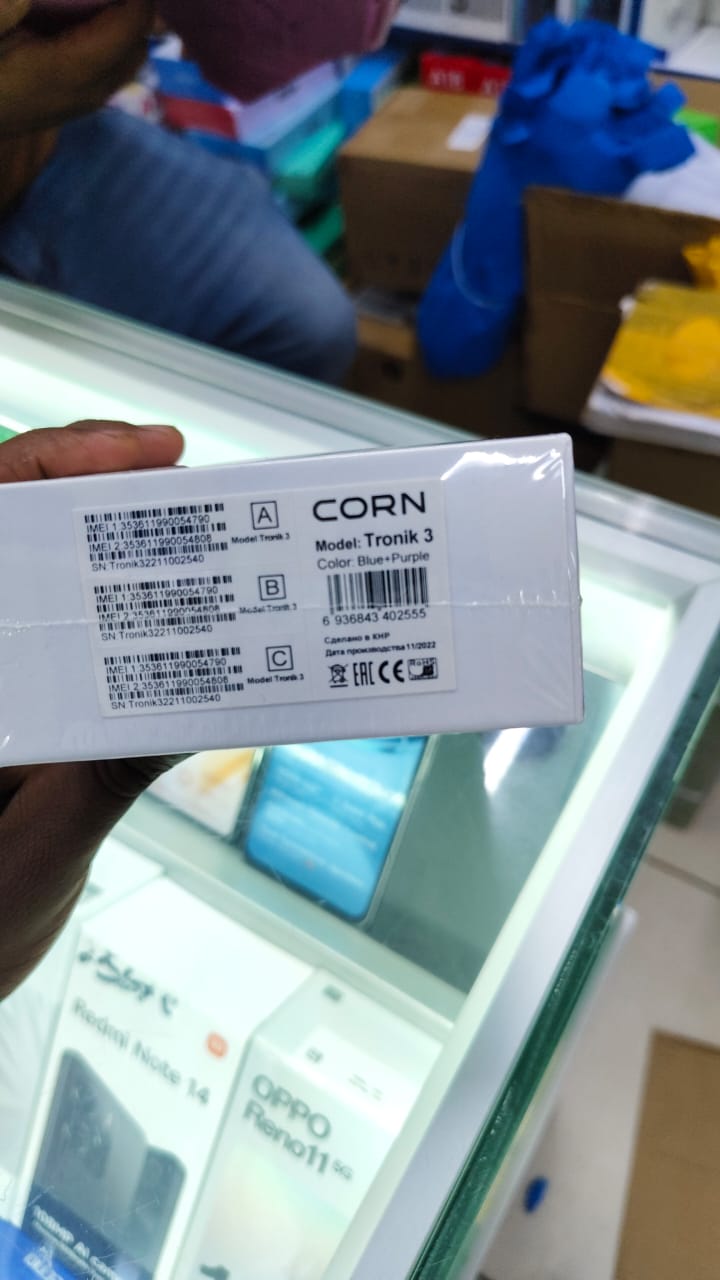 IMEI 1.353611990054790
IMEI 2.353611990054808
SN:Tronik32211002540
A
Model Tronik 3
IMEI 1.353611990054790
IMEI 2.353611990054808
SN:Tronik32211002540
B
Model Tronik 3
IMEI 1.353611990054790
IMEI 2.353611990054808
SN:Tronik32211002540
C
Model Tronik 3
CORN
Model: Tronik 3
Color: Blue+Purple
6 936843 402555
Сделано в КНР
Дата производства 11/2022
EAC CE RoHS
Redmi Note 14
OPPO
Reno11 5G